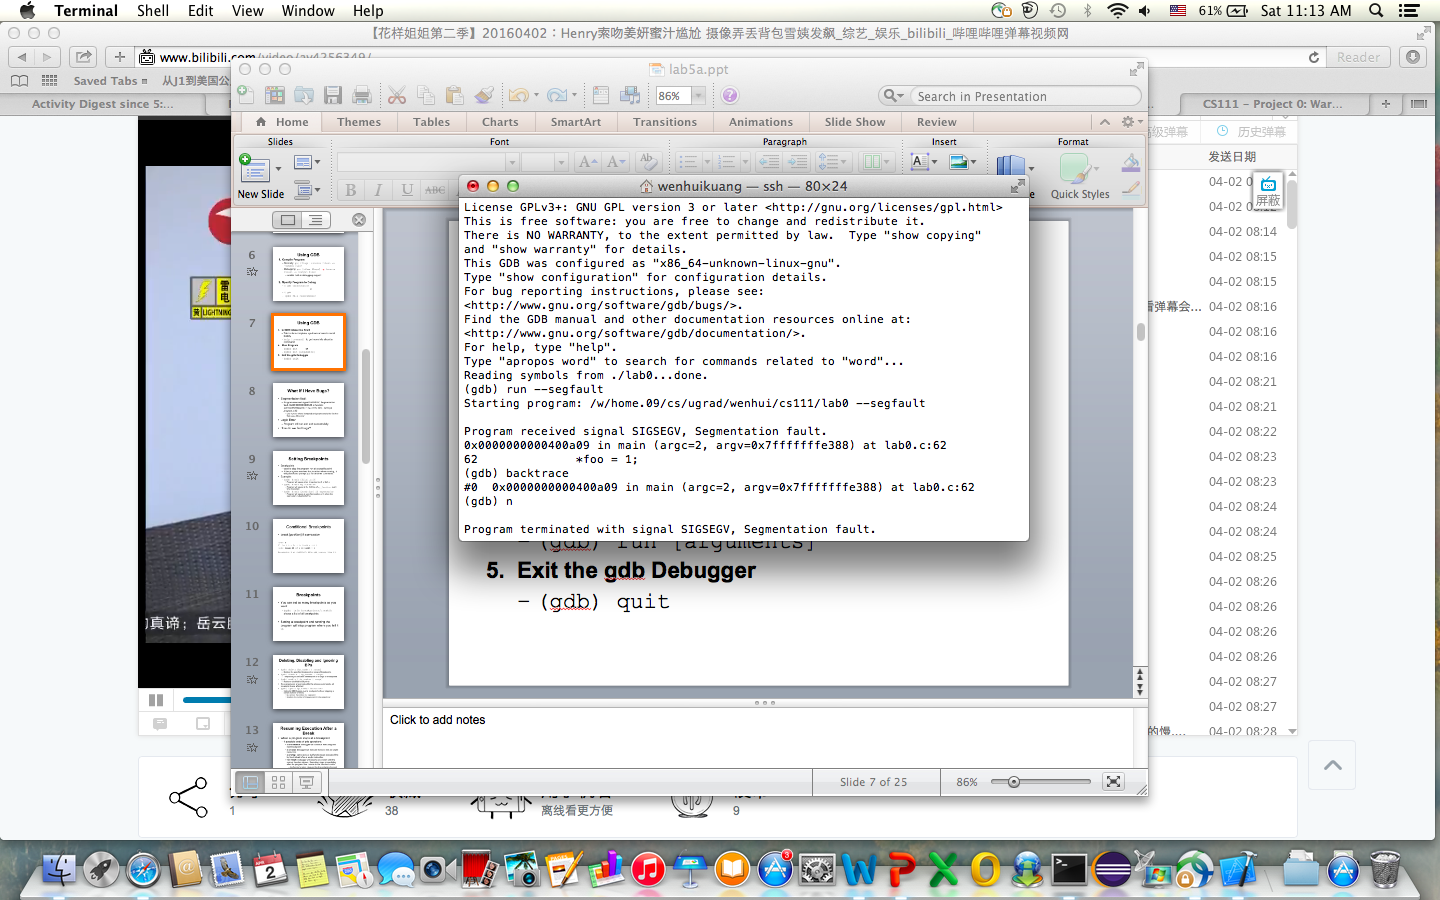 Terminal Shell Edit View Window Help
61% Sat 11:13 AM
【花样姐姐第二季】20160402：Henry索吻姜妍蜜汁尴尬 摄像弄丢背包雪姨发飙_综艺_娱乐_bilibili_哔哩哔哩弹幕视频网
www.bilibili.com/video/av4256349/
Reader
Saved Tabs
从J1到美国公
Activity Digest since 5:...
CS111 – Project 0: War...
lab5a.ppt
86%
Search in Presentation
Home Themes Tables Charts SmartArt Transitions Animations Slide Show Review
Slides Font Paragraph Insert Format
New Slide
B I U ABC
Quick Styles
历史弹幕
发送日期
屏蔽
04-02 08:14
04-02 08:15
04-02 08:15
看弹幕会... 04-02 08:16
04-02 08:16
04-02 08:16
04-02 08:21
04-02 08:21
04-02 08:22
04-02 08:22
04-02 08:24
04-02 08:24
04-02 08:25
04-02 08:26
04-02 08:26
04-02 08:26
04-02 08:26
04-02 08:27
04-02 08:27
的慢.... 04-02 08:28
6
Using GDB
7
Using GDB
8
What if I Have Bugs?
9
Setting Breakpoints
10
Conditional Breakpoints
11
Breakpoints
12
Deleting, Disabling and Ignoring
13
Resuming Execution After a
Break
wenhuikuang — ssh — 80×24
License GPLv3+: GNU GPL version 3 or later <http://gnu.org/licenses/gpl.html>
This is free software: you are free to change and redistribute it.
There is NO WARRANTY, to the extent permitted by law.  Type "show copying"
and "show warranty" for details.
This GDB was configured as "x86_64-unknown-linux-gnu".
Type "show configuration" for configuration details.
For bug reporting instructions, please see:
<http://www.gnu.org/software/gdb/bugs/>.
Find the GDB manual and other documentation resources online at:
<http://www.gnu.org/software/gdb/documentation/>.
For help, type "help".
Type "apropos word" to search for commands related to "word"...
Reading symbols from ./lab0...done.
(gdb) run --segfault
Starting program: /w/home.09/cs/ugrad/wenhui/cs111/lab0 --segfault
Program received signal SIGSEGV, Segmentation fault.
0x0000000000400a09 in main (argc=2, argv=0x7fffffffe388) at lab0.c:62
62 *foo = 1;
(gdb) backtrace
#0  0x0000000000400a09 in main (argc=2, argv=0x7fffffffe388) at lab0.c:62
(gdb) n
Program terminated with signal SIGSEGV, Segmentation fault.
– (gdb) run [arguments]
5. Exit the gdb Debugger
– (gdb) quit
雷
电
黄 LIGHTNING
的真谛；岳云
Click to add notes
Slide 7 of 25
86%
1
38
离线看更方便
9
APR
2
3